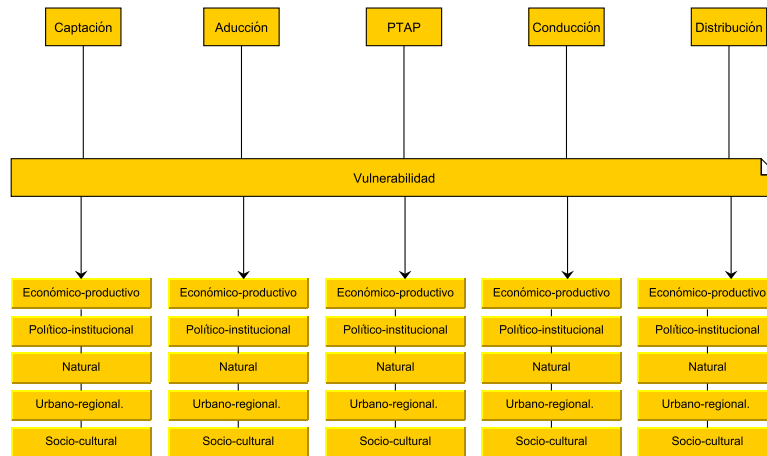 Captación Aducción PTAP Conducción Distribución
Vulnerabilidad
Económico-productivo Económico-productivo Económico-productivo Económico-productivo Económico-productivo
Político-institucional Político-institucional Político-institucional Político-institucional Político-institucional
Natural Natural Natural Natural Natural
Urbano-regional. Urbano-regional. Urbano-regional. Urbano-regional. Urbano-regional.
Socio-cultural Socio-cultural Socio-cultural Socio-cultural Socio-cultural